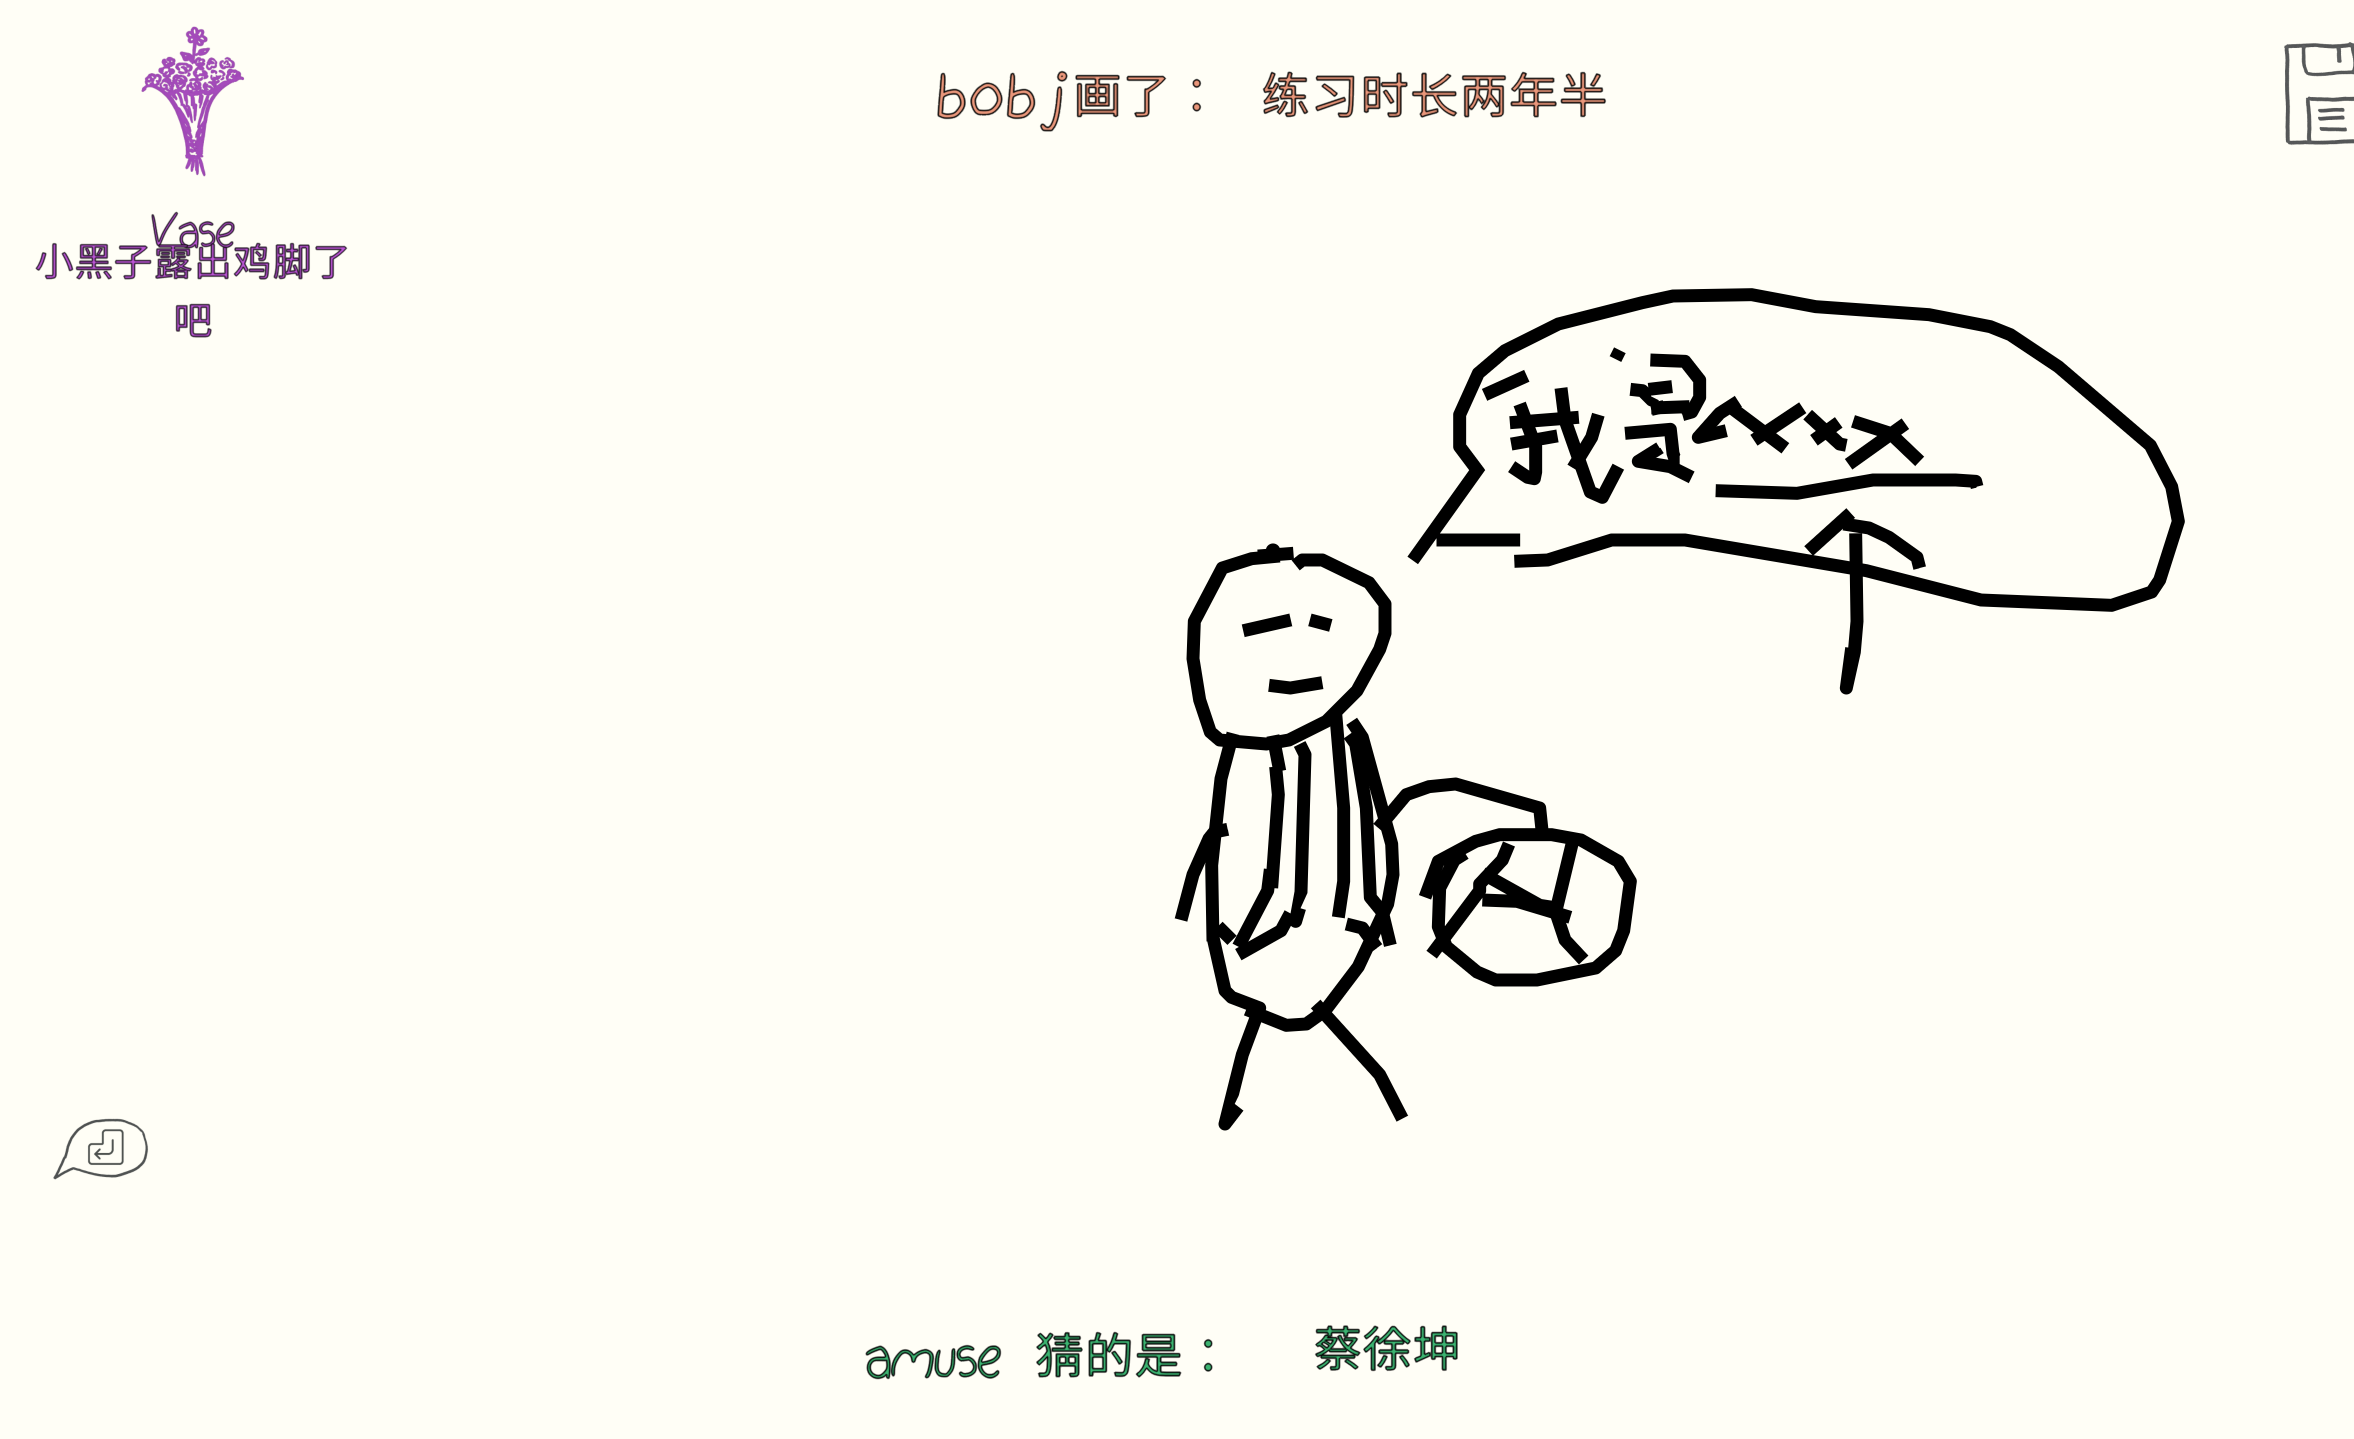 bobj画了： 练习时长两年半
Vase
小黑子露出鸡脚了
吧
我是xxx
amuse 猜的是： 蔡徐坤